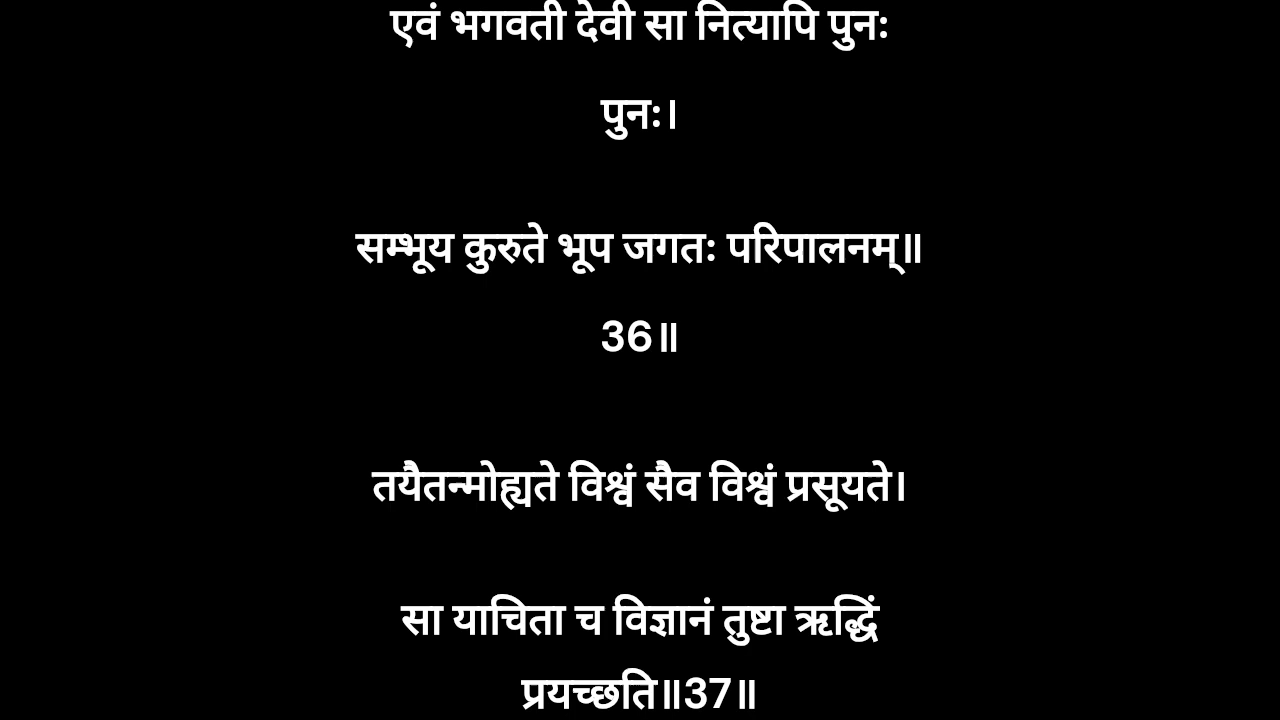 एवं भगवती देवी सा नित्यापि पुनः
पुनः।
सम्भूय कुरुते भूप जगतः परिपालनम्॥
36॥
तयैतन्मोह्यते विश्वं सैव विश्वं प्रसूयते।
सा याचिता च विज्ञानं तुष्टा ऋद्धिं
प्रयच्छति॥37॥